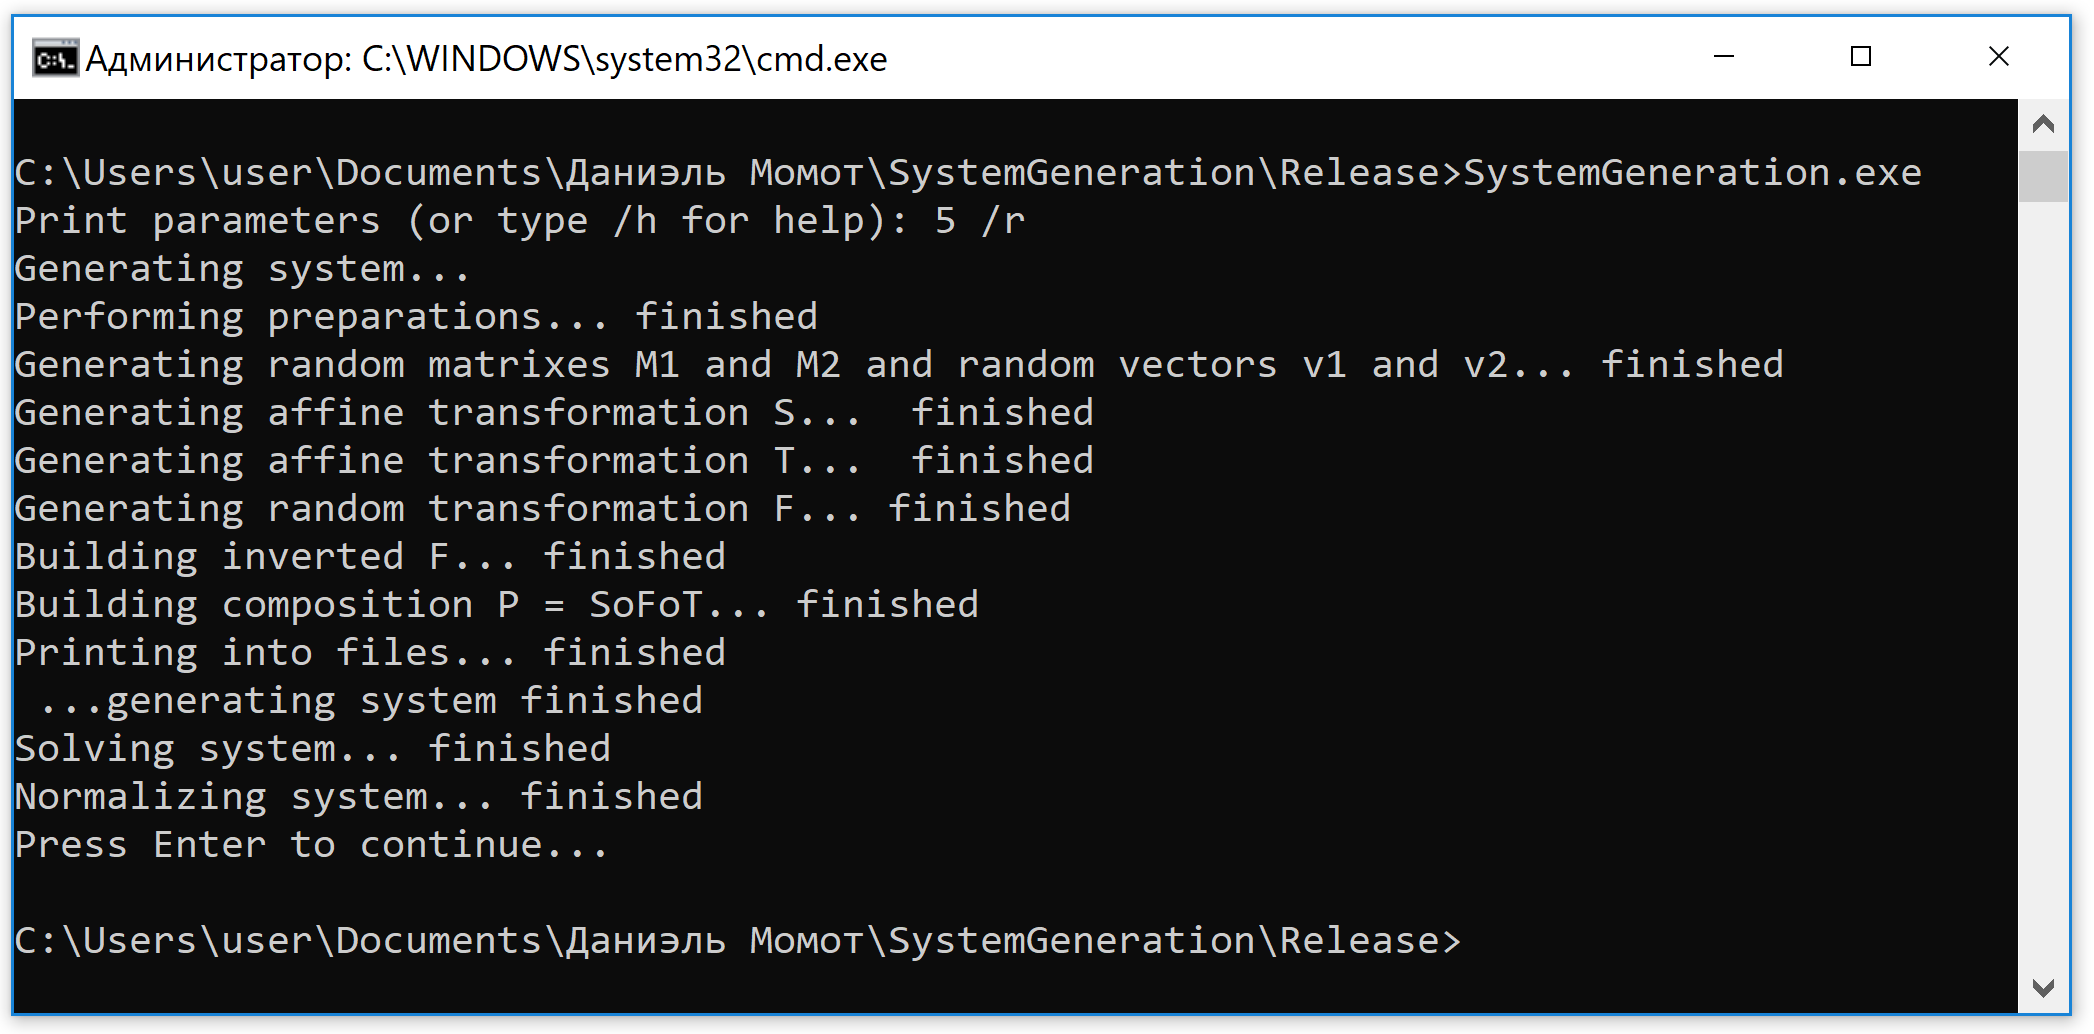 Администратор: C:\WINDOWS\system32\cmd.exe
C:\Users\user\Documents\Даниэль Момот\SystemGeneration\Release>SystemGeneration.exe
Print parameters (or type /h for help): 5 /r
Generating system...
Performing preparations... finished
Generating random matrixes M1 and M2 and random vectors v1 and v2... finished
Generating affine transformation S...  finished
Generating affine transformation T...  finished
Generating random transformation F... finished
Building inverted F... finished
Building composition P = SoFoT... finished
Printing into files... finished
 ...generating system finished
Solving system... finished
Normalizing system... finished
Press Enter to continue...
C:\Users\user\Documents\Даниэль Момот\SystemGeneration\Release>